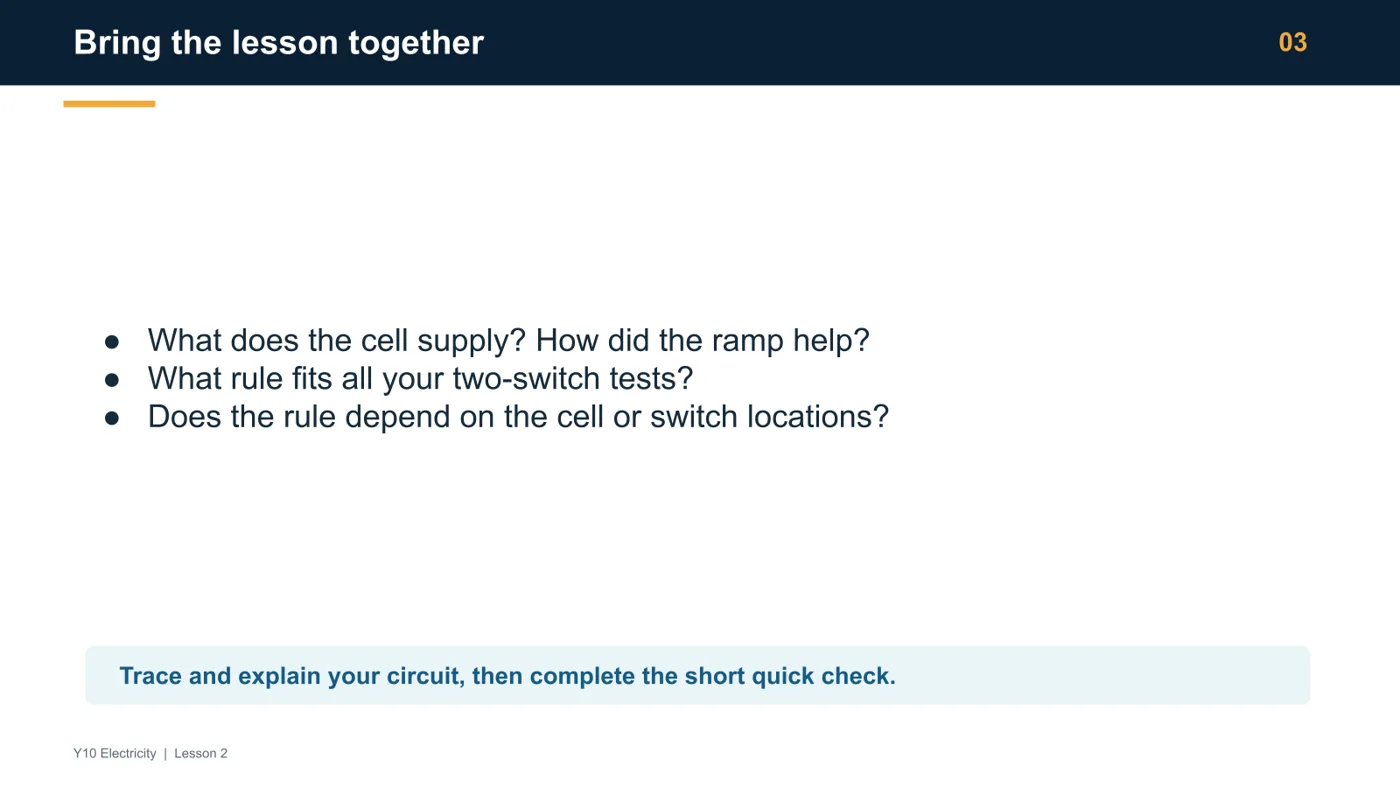 Bring the lesson together
03
● What does the cell supply? How did the ramp help?
● What rule fits all your two-switch tests?
● Does the rule depend on the cell or switch locations?
Trace and explain your circuit, then complete the short quick check.
Y10 Electricity | Lesson 2